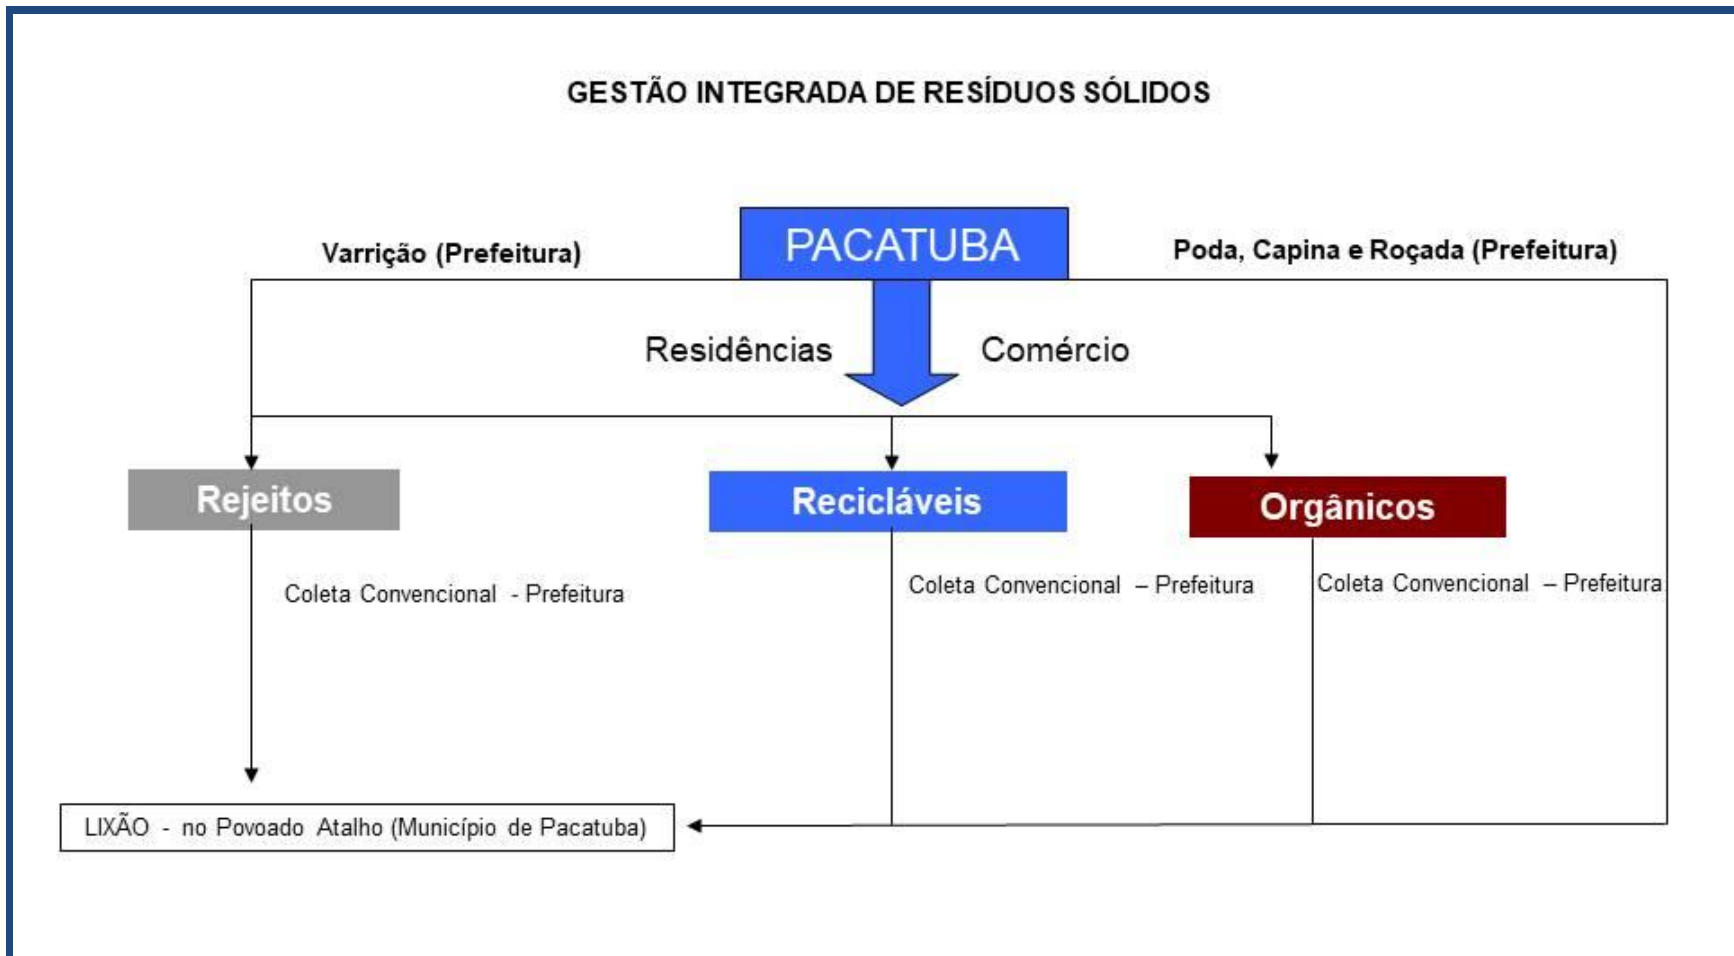 GESTÃO INTEGRADA DE RESÍDUOS SÓLIDOS
Varrição (Prefeitura)
PACATUBA
Poda, Capina e Roçada (Prefeitura)
Residências
Comércio
Rejeitos
Recicláveis
Orgânicos
Coleta Convencional - Prefeitura
Coleta Convencional – Prefeitura
Coleta Convencional – Prefeitura
LIXÃO - no Povoado Atalho (Município de Pacatuba)